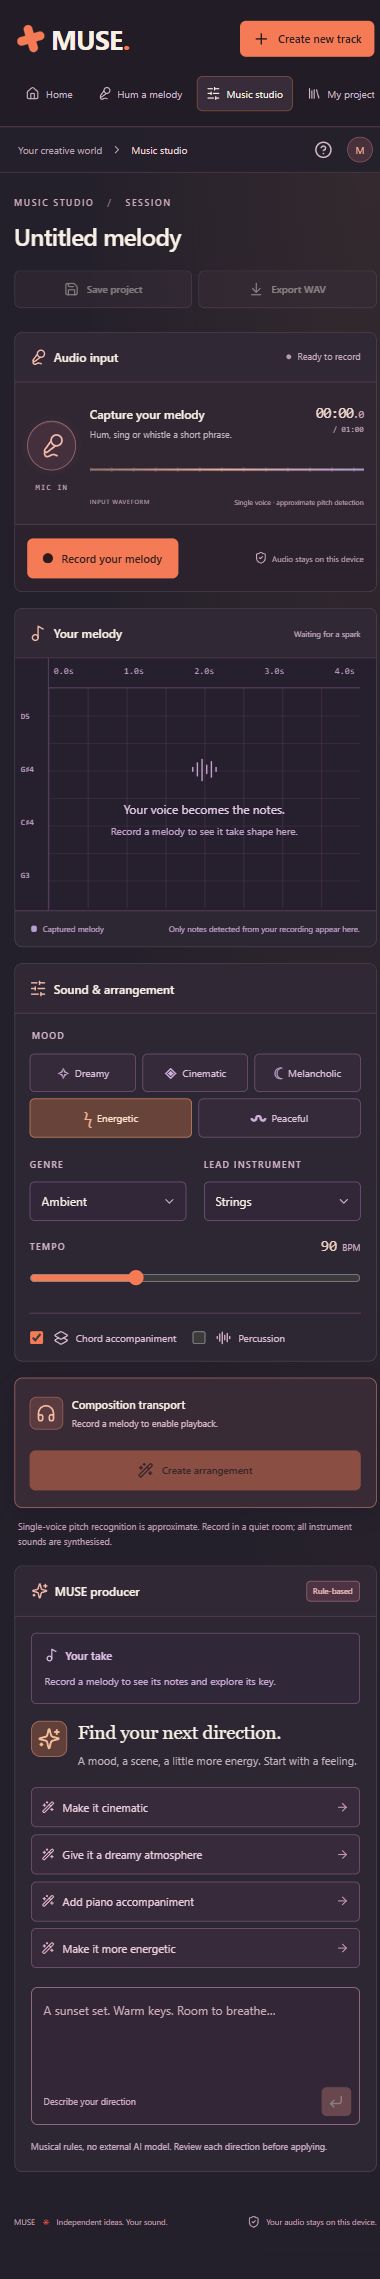 MUSE.
Create new track
Home
Hum a melody
Music studio
My project
Your creative world > Music studio
M
MUSIC STUDIO / SESSION
Untitled melody
Save project
Export WAV
Audio input
Ready to record
Capture your melody
00:00.0
Hum, sing or whistle a short phrase.
/ 01:00
MIC IN
INPUT WAVEFORM
Single voice · approximate pitch detection
Record your melody
Audio stays on this device
Your melody
Waiting for a spark
0.0s 1.0s 2.0s 3.0s 4.0s
D5
G#4
Your voice becomes the notes.
C#4
Record a melody to see it take shape here.
G3
Captured melody
Only notes detected from your recording appear here.
Sound & arrangement
MOOD
Dreamy
Cinematic
Melancholic
Energetic
Peaceful
GENRE
LEAD INSTRUMENT
Ambient
Strings
TEMPO
90 BPM
Chord accompaniment
Percussion
Composition transport
Record a melody to enable playback.
Create arrangement
Single-voice pitch recognition is approximate. Record in a quiet room; all instrument
sounds are synthesised.
MUSE producer
Rule-based
Your take
Record a melody to see its notes and explore its key.
Find your next direction.
A mood, a scene, a little more energy. Start with a feeling.
Make it cinematic
Give it a dreamy atmosphere
Add piano accompaniment
Make it more energetic
A sunset set. Warm keys. Room to breathe...
Describe your direction
Musical rules, no external AI model. Review each direction before applying.
MUSE
Independent ideas. Your sound.
Your audio stays on this device.